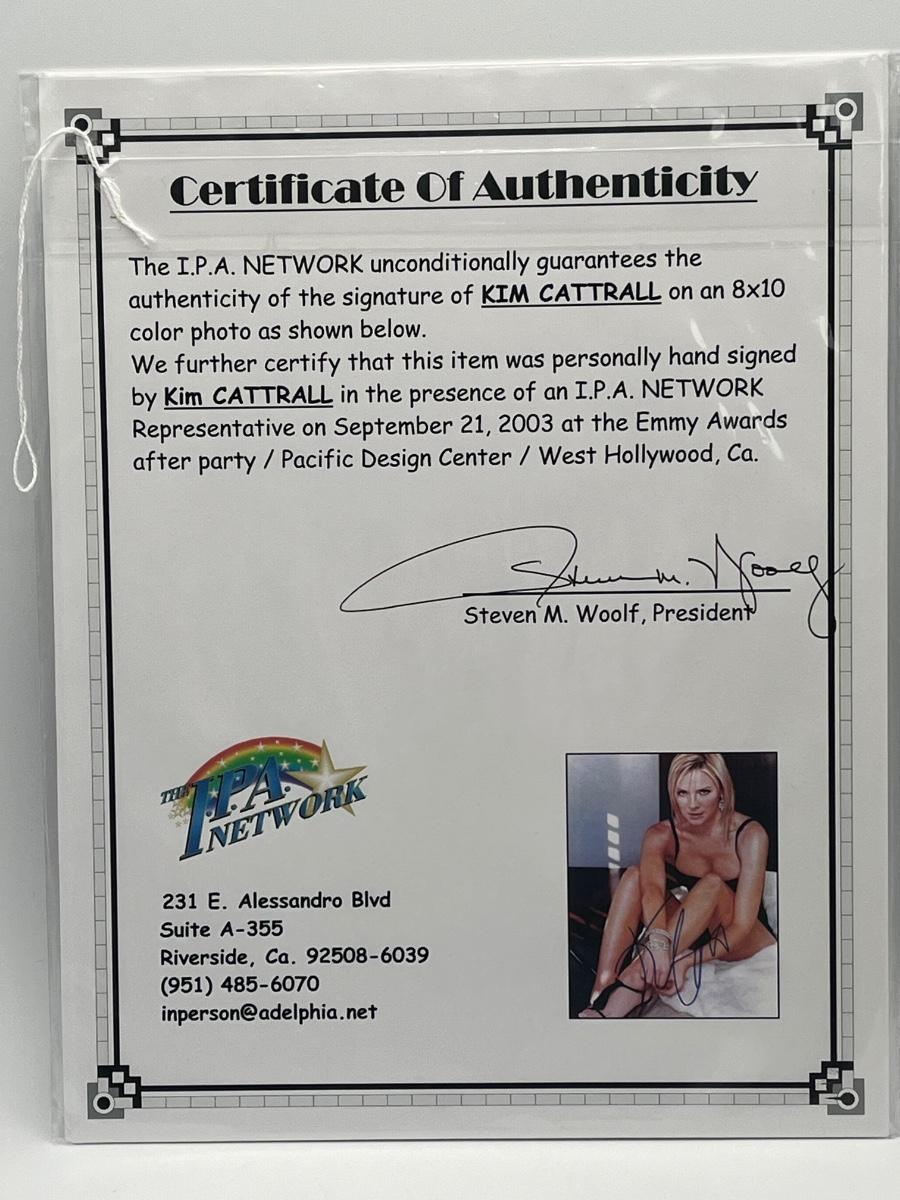 Certificate Of Authenticity
The I.P.A. NETWORK unconditionally guarantees the
authenticity of the signature of KIM CATTRALL on an 8x10
color photo as shown below.
We further certify that this item was personally hand signed
by Kim CATTRALL in the presence of an I.P.A. NETWORK
Representative on September 21, 2003 at the Emmy Awards
after party / Pacific Design Center / West Hollywood, Ca.
Steven M. Woolf
Steven M. Woolf, President
THE I.P.A. NETWORK
231 E. Alessandro Blvd
Suite A-355
Riverside, Ca. 92508-6039
(951) 485-6070
inperson@adelphia.net